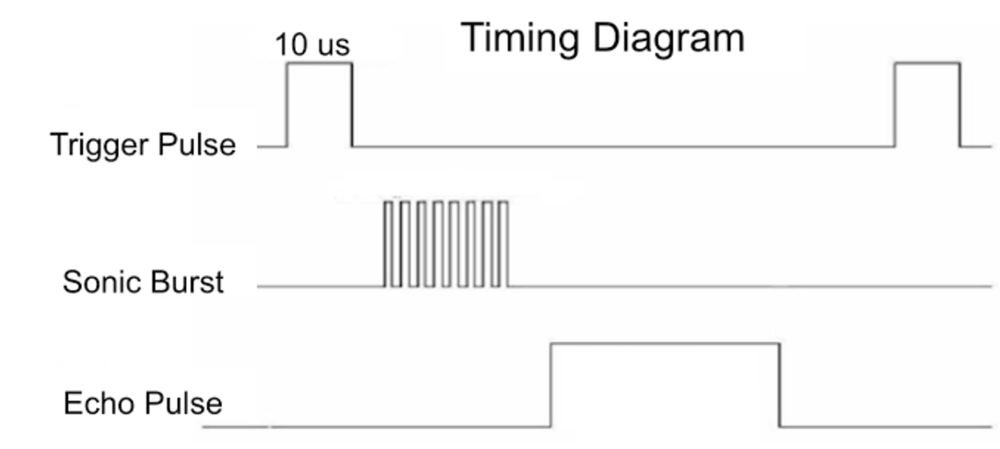 Timing Diagram
10 us
Trigger Pulse
Sonic Burst
Echo Pulse